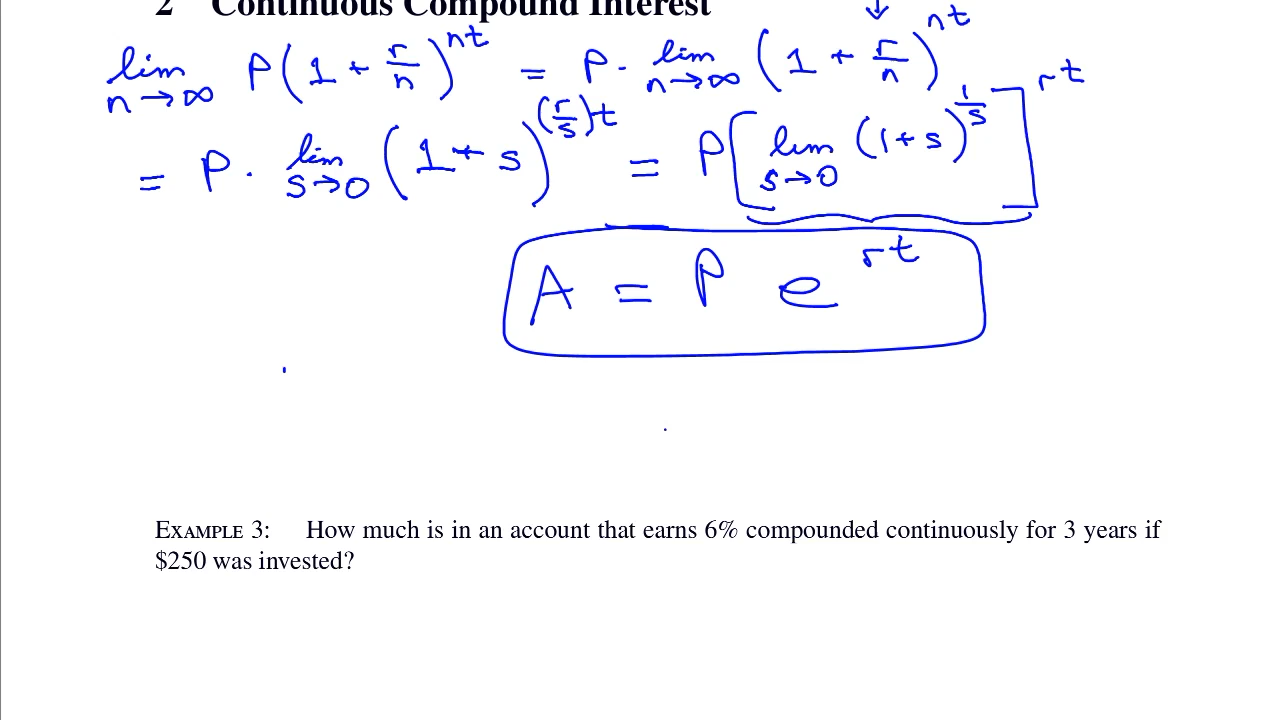 2 Continuous Compound Interest
lim n→∞ P(1 + r/n)^nt = P · lim n→∞ (1 + r/n)^nt
= P · lim s→0 (1 + s)^(r/s)t = P[lim s→0 (1+s)^1/s]^rt
A = P e^rt
EXAMPLE 3: How much is in an account that earns 6% compounded continuously for 3 years if
$250 was invested?